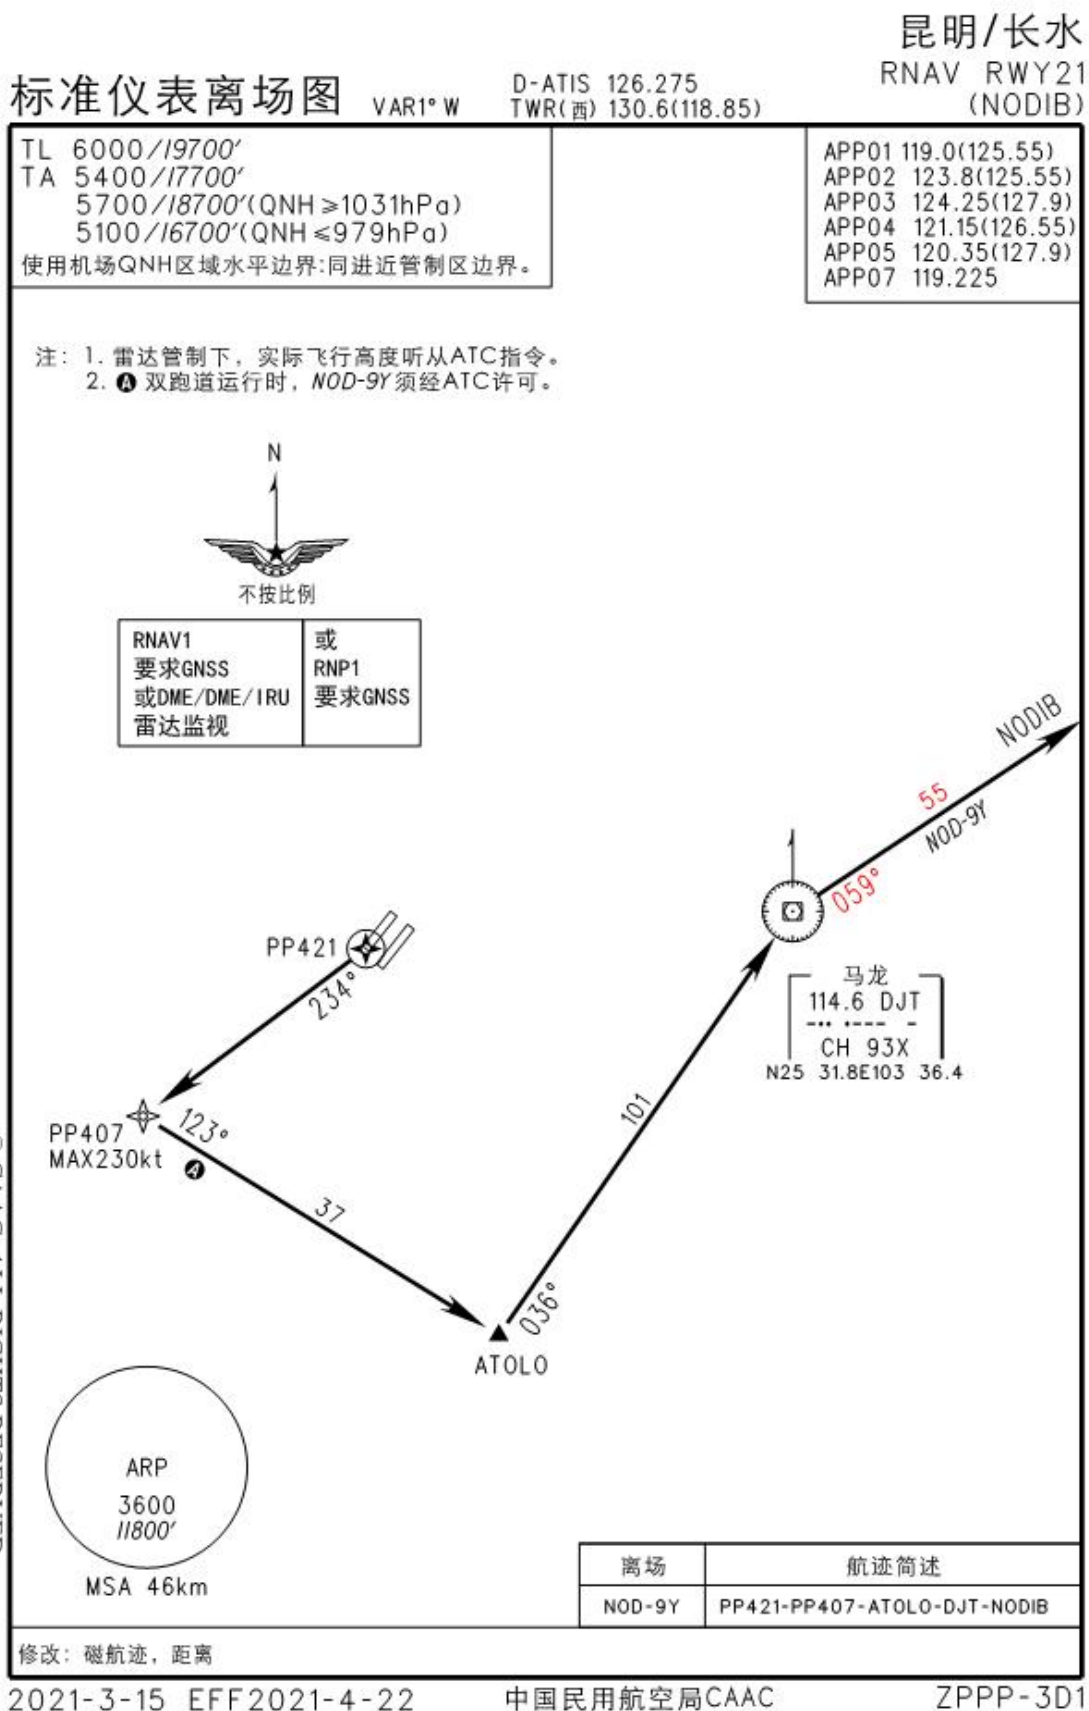 昆明/长水
标准仪表离场图 VAR1° W
D-ATIS 126.275
TWR(西) 130.6(118.85)
RNAV RWY21
(NODIB)
TL 6000/19700′
TA 5400/17700′
5700/18700′(QNH≥1031hPa)
5100/16700′(QNH≤979hPa)
使用机场QNH区域水平边界:同进近管制区边界。
APP01 119.0(125.55)
APP02 123.8(125.55)
APP03 124.25(127.9)
APP04 121.15(126.55)
APP05 120.35(127.9)
APP07 119.225
注: 1. 雷达管制下，实际飞行高度听从ATC指令。
2. A 双跑道运行时，NOD-9Y须经ATC许可。
N
不按比例
RNAV1
要求GNSS
或DME/DME/IRU
雷达监视
或
RNP1
要求GNSS
NODIB
55
NOD-9Y
059°
PP421
234°
马龙
114.6 DJT
CH 93X
N25 31.8E103 36.4
101
PP407
MAX230kt
123°
A
37
036°
ATOLO
ARP
3600
11800′
MSA 46km
离场 航迹简述
NOD-9Y PP421-PP407-ATOLO-DJT-NODIB
修改: 磁航迹，距离
2021-3-15 EFF2021-4-22 中国民用航空局CAAC ZPPP-3D1